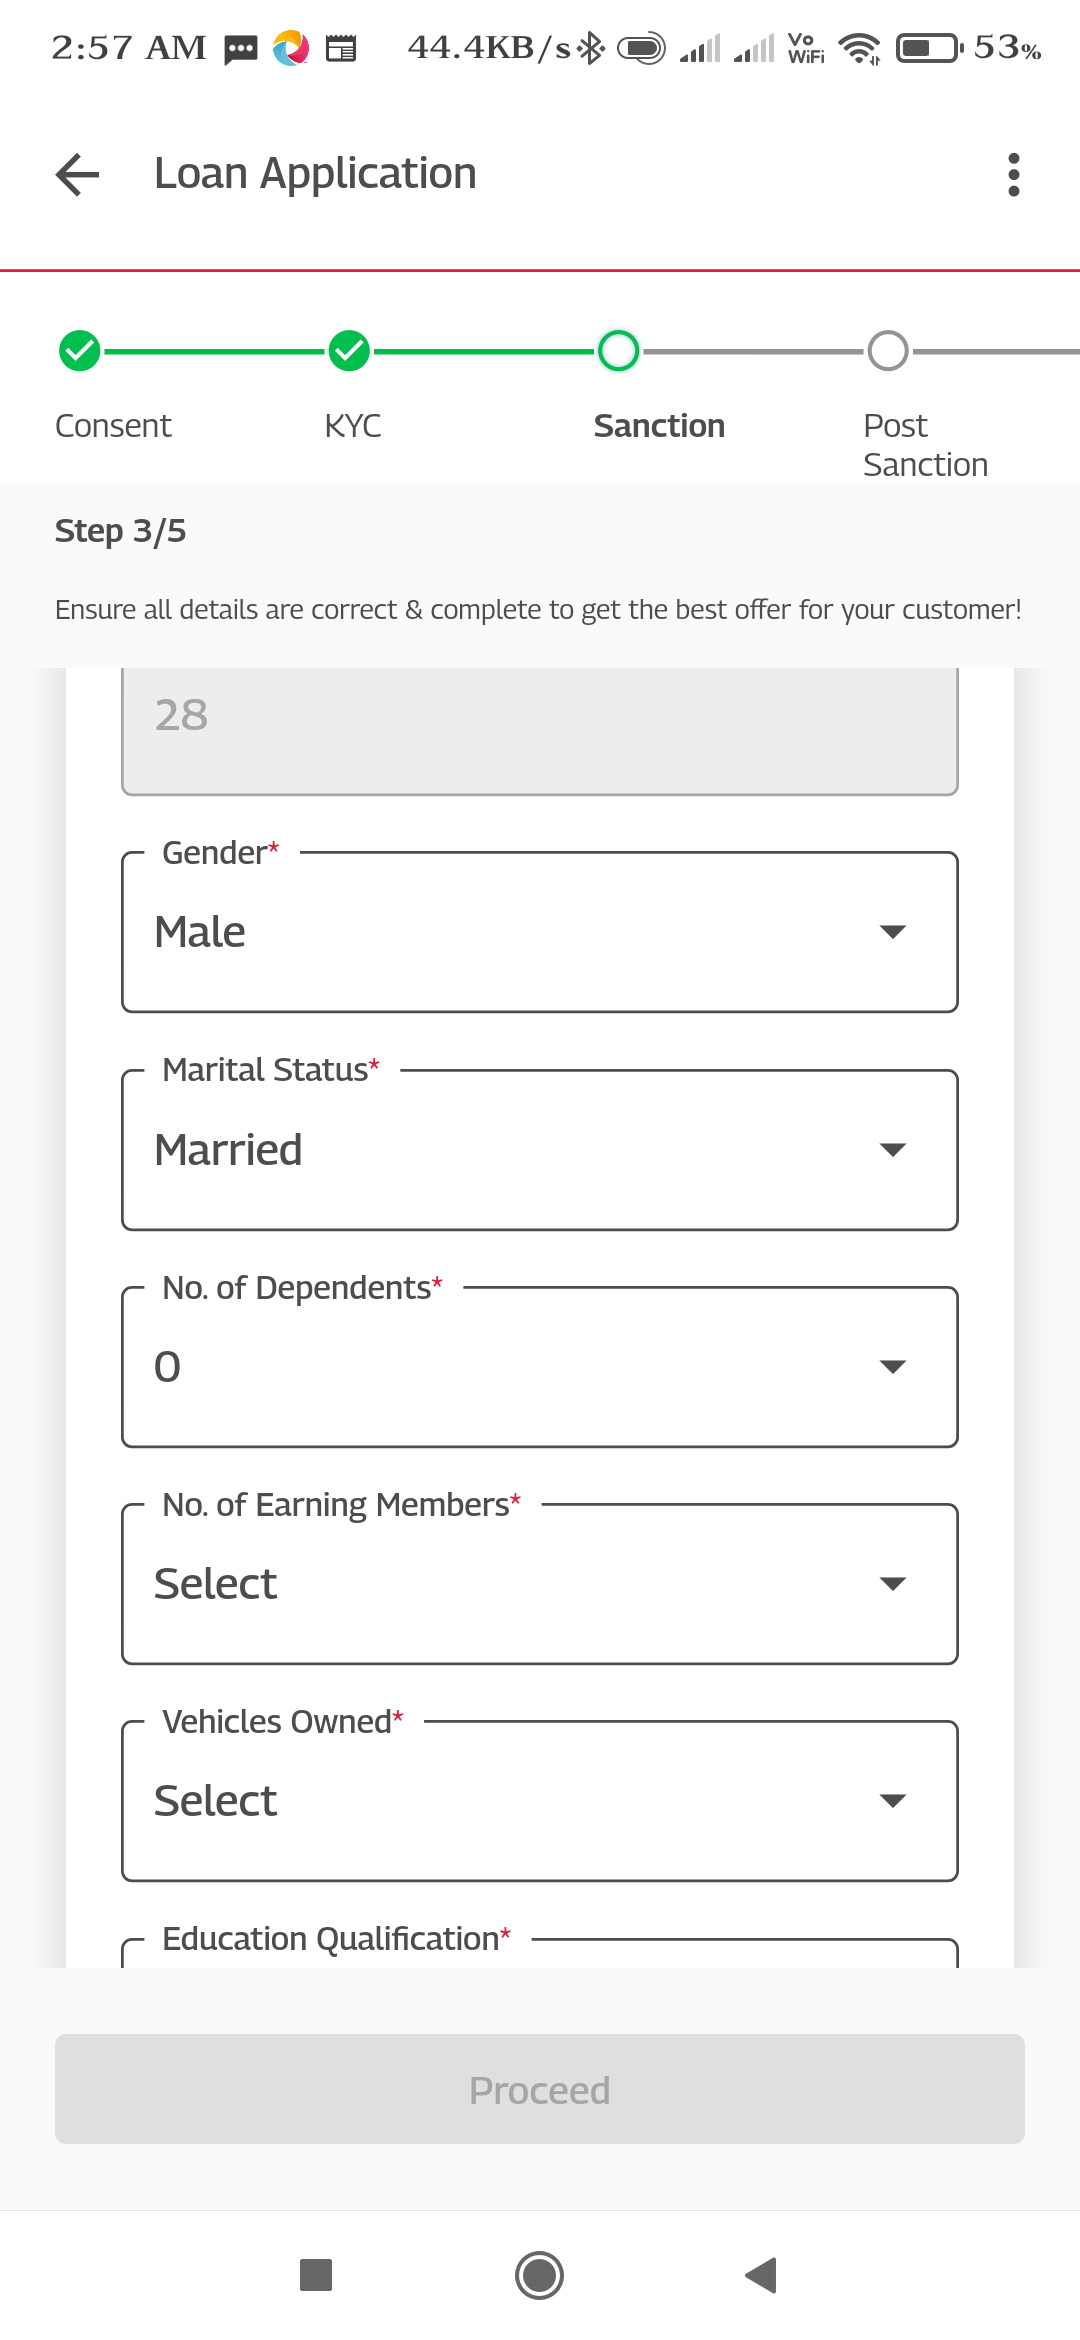 2:57 AM 44.4KB/s Vo WiFi 53%
Loan Application
Consent KYC Sanction Post Sanction
Step 3/5
Ensure all details are correct & complete to get the best offer for your customer!
28
Gender*
Male
Marital Status*
Married
No. of Dependents*
0
No. of Earning Members*
Select
Vehicles Owned*
Select
Education Qualification*
Proceed